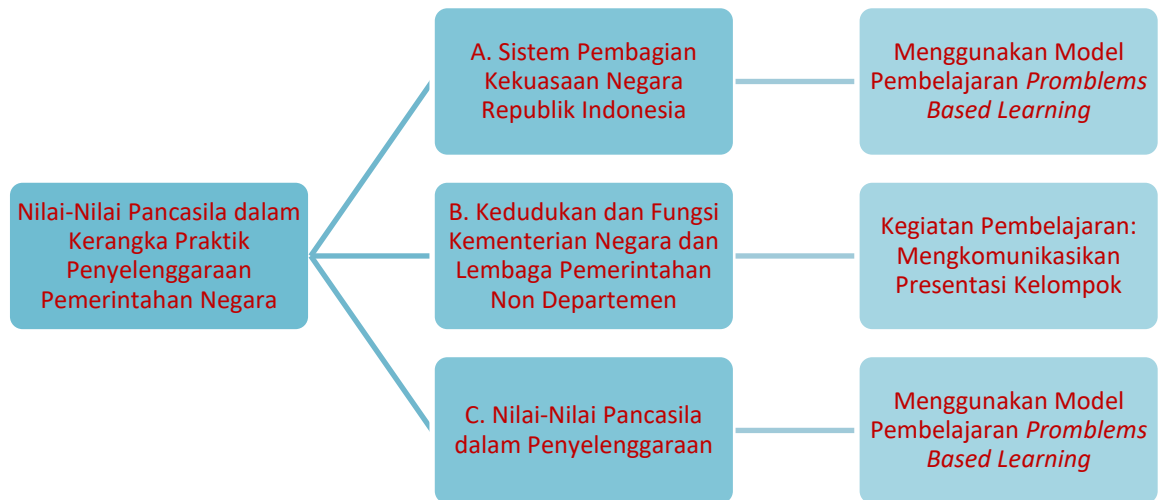 Nilai-Nilai Pancasila dalam
Kerangka Praktik
Penyelenggaraan
Pemerintahan Negara
A. Sistem Pembagian
Kekuasaan Negara
Republik Indonesia
Menggunakan Model
Pembelajaran Promblems
Based Learning
B. Kedudukan dan Fungsi
Kementerian Negara dan
Lembaga Pemerintahan
Non Departemen
Kegiatan Pembelajaran:
Mengkomunikasikan
Presentasi Kelompok
C. Nilai-Nilai Pancasila
dalam Penyelenggaraan
Menggunakan Model
Pembelajaran Promblems
Based Learning